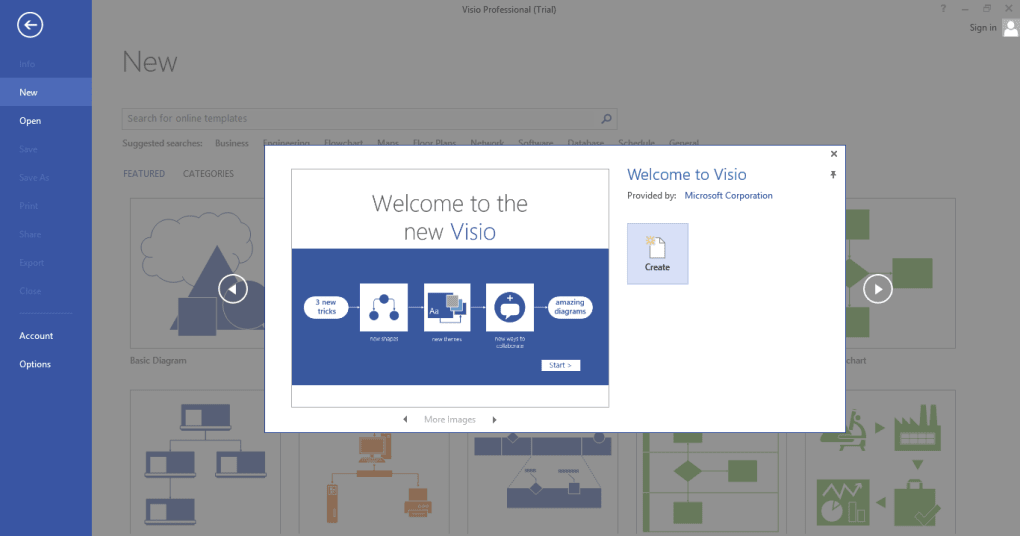 Visio Professional (Trial)
?
Sign in
Info
New
Open
Save
Save As
Print
Share
Export
Close
Account
Options
New
Search for online templates
Suggested searches: Business Engineering Flowchart Maps Floor Plans Network Software Database Schedule General
FEATURED CATEGORIES
Basic Diagram
chart
Welcome to the
new Visio
3 new
tricks
Aa
amazing
diagrams
new shapes
new themes
new ways to
collaborate
Start >
More Images
Welcome to Visio
Provided by: Microsoft Corporation
Create